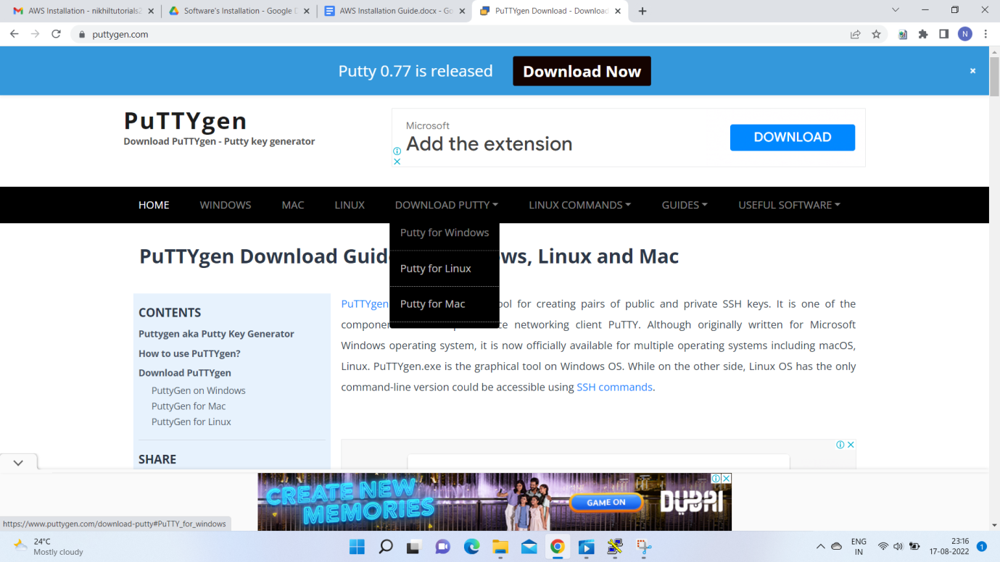 AWS Installation - nikhiltutorials2
Software's Installation - Google D
AWS Installation Guide.docx - Go
PuTTYgen Download - Download
puttygen.com
N
Putty 0.77 is released
Download Now
PuTTYgen
Download PuTTYgen - Putty key generator
Microsoft
Add the extension
DOWNLOAD
HOME
WINDOWS
MAC
LINUX
DOWNLOAD PUTTY
LINUX COMMANDS
GUIDES
USEFUL SOFTWARE
Putty for Windows
Putty for Linux
Putty for Mac
PuTTYgen Download Guid ws, Linux and Mac
CONTENTS
Puttygen aka Putty Key Generator
How to use PuTTYgen?
Download PuTTYgen
PuttyGen on Windows
PuttyGen for Mac
PuttyGen for Linux
SHARE
PuTTYgen ool for creating pairs of public and private SSH keys. It is one of the
componen ce networking client PuTTY. Although originally written for Microsoft
Windows operating system, it is now officially available for multiple operating systems including macOS,
Linux. PuTTYgen.exe is the graphical tool on Windows OS. While on the other side, Linux OS has the only
command-line version could be accessible using SSH commands.
CREATE NEW
MEMORIES
GAME ON
DUBAI
https://www.puttygen.com/download-putty#PuTTY_for_windows
24°C
Mostly cloudy
ENG
IN
23:16
17-08-2022
1